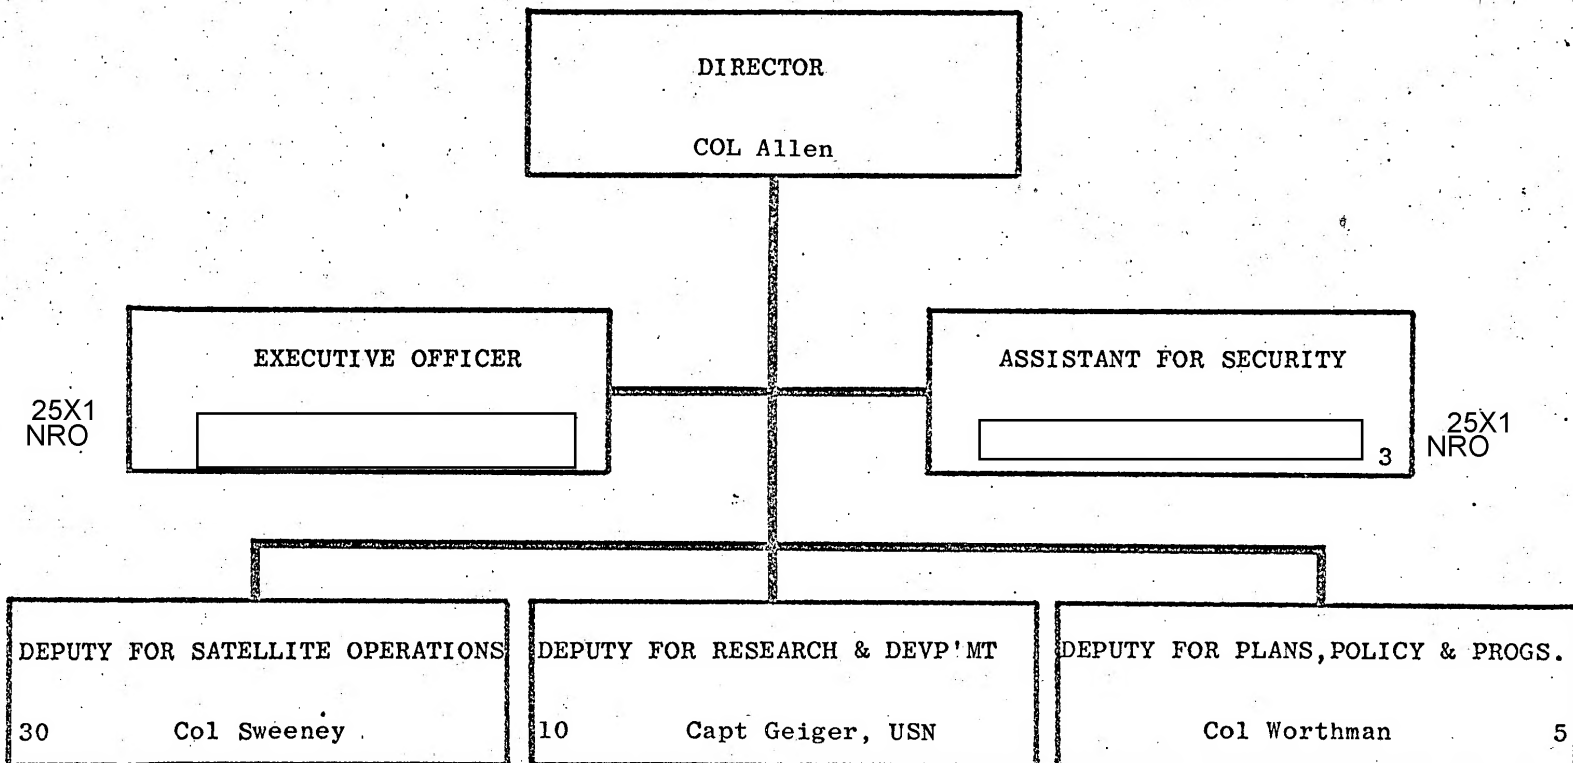 DIRECTOR
COL Allen
EXECUTIVE OFFICER
25X1
NRO
ASSISTANT FOR SECURITY
3
25X1
NRO
DEPUTY FOR SATELLITE OPERATIONS
30 Col Sweeney
DEPUTY FOR RESEARCH & DEVP'MT
10 Capt Geiger, USN
DEPUTY FOR PLANS,POLICY & PROGS.
Col Worthman 5